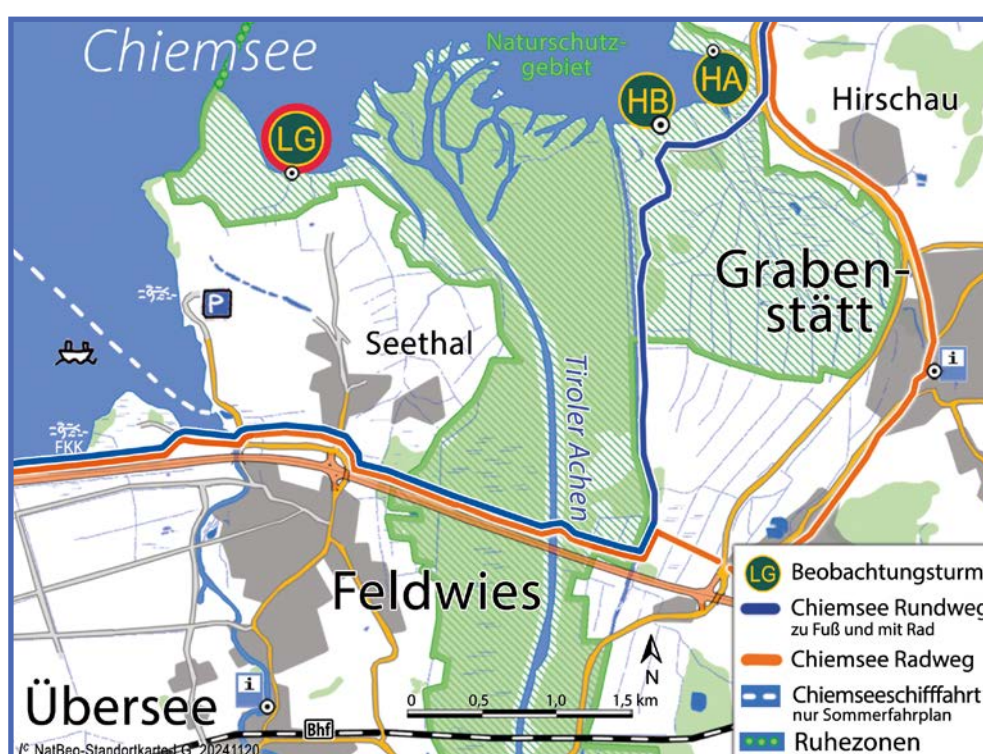 Chiemsee
Naturschutz-
gebiet
LG
HB
HA
Hirschau
Graben-
stätt
P
Seethal
Tiroler Achen
i
FKK
Feldwies
Übersee
i
Bhf
N
0 0,5 1,0 1,5 km
NatBeo-Standortkarte
20241120
LG Beobachtungsturm
Chiemsee Rundweg
zu Fuß und mit Rad
Chiemsee Radweg
Chiemseeschifffahrt
nur Sommerfahrplan
Ruhezonen